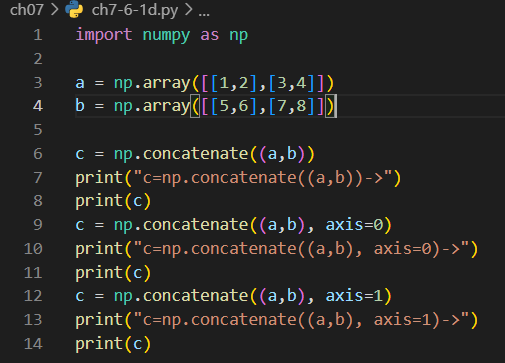 ch07 > ch7-6-1d.py > ...
1 import numpy as np
2
3 a = np.array([[1,2],[3,4]])
4 b = np.array([[5,6],[7,8]])
5
6 c = np.concatenate((a,b))
7 print("c=np.concatenate((a,b))->")
8 print(c)
9 c = np.concatenate((a,b), axis=0)
10 print("c=np.concatenate((a,b), axis=0)->")
11 print(c)
12 c = np.concatenate((a,b), axis=1)
13 print("c=np.concatenate((a,b), axis=1)->")
14 print(c)